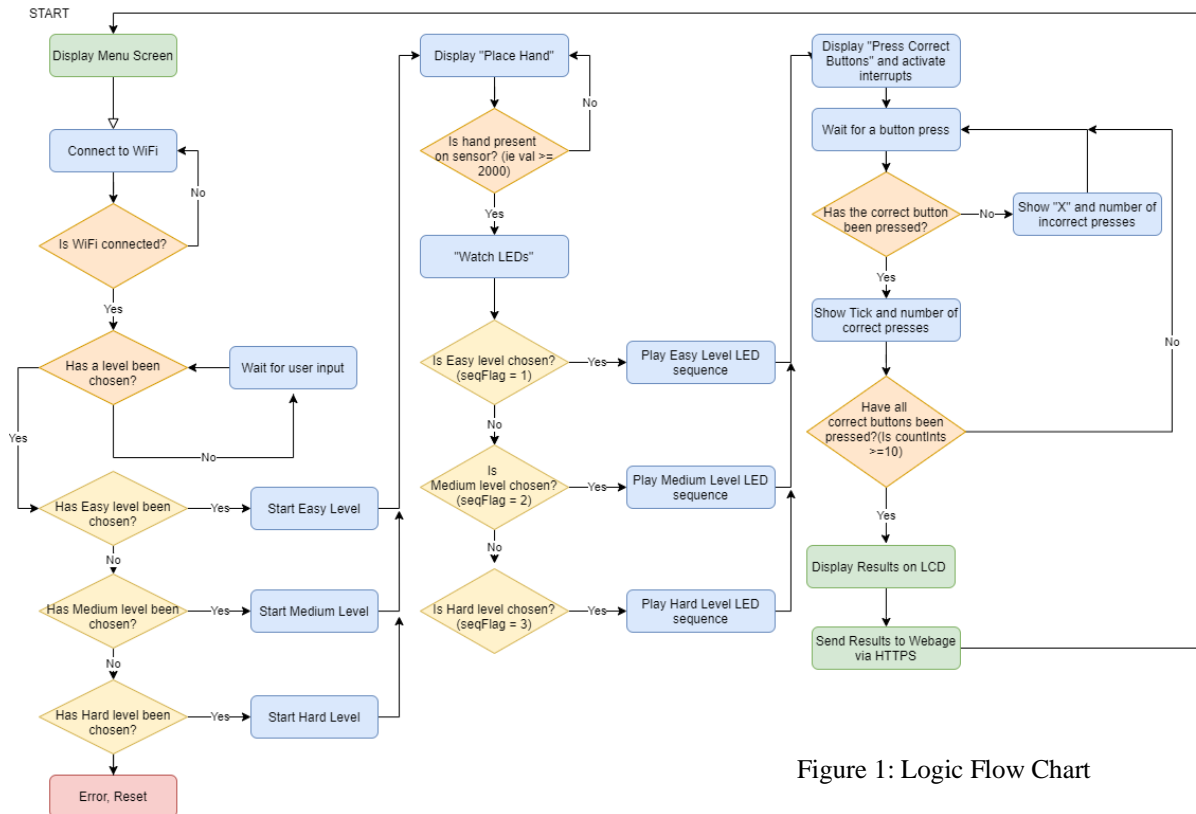 START
Display Menu Screen
Connect to WiFi
No
Is WiFi connected?
Yes
Has a level been
chosen?
Wait for user input
Yes
No
Has Easy level been
chosen?
Yes
Start Easy Level
No
Has Medium level been
chosen?
Yes
Start Medium Level
No
Has Hard level been
chosen?
Yes
Start Hard Level
Error, Reset
Display "Place Hand"
No
Is hand present
on sensor? (ie val >=
2000)
Yes
"Watch LEDs"
Is Easy level chosen?
(seqFlag = 1)
Yes
Play Easy Level LED
sequence
No
Is
Medium level chosen?
(seqFlag = 2)
Yes
Play Medium Level LED
sequence
No
Is Hard level chosen?
(seqFlag = 3)
Yes
Play Hard Level LED
sequence
Display "Press Correct
Buttons" and activate
interrupts
Wait for a button press
Has the correct button
been pressed?
No
Show "X" and number of
incorrect presses
Yes
Show Tick and number of
correct presses
No
Have all
correct buttons been
pressed?(Is countInts
>=10)
Yes
Display Results on LCD
Send Results to Webage
via HTTPS
Figure 1: Logic Flow Chart